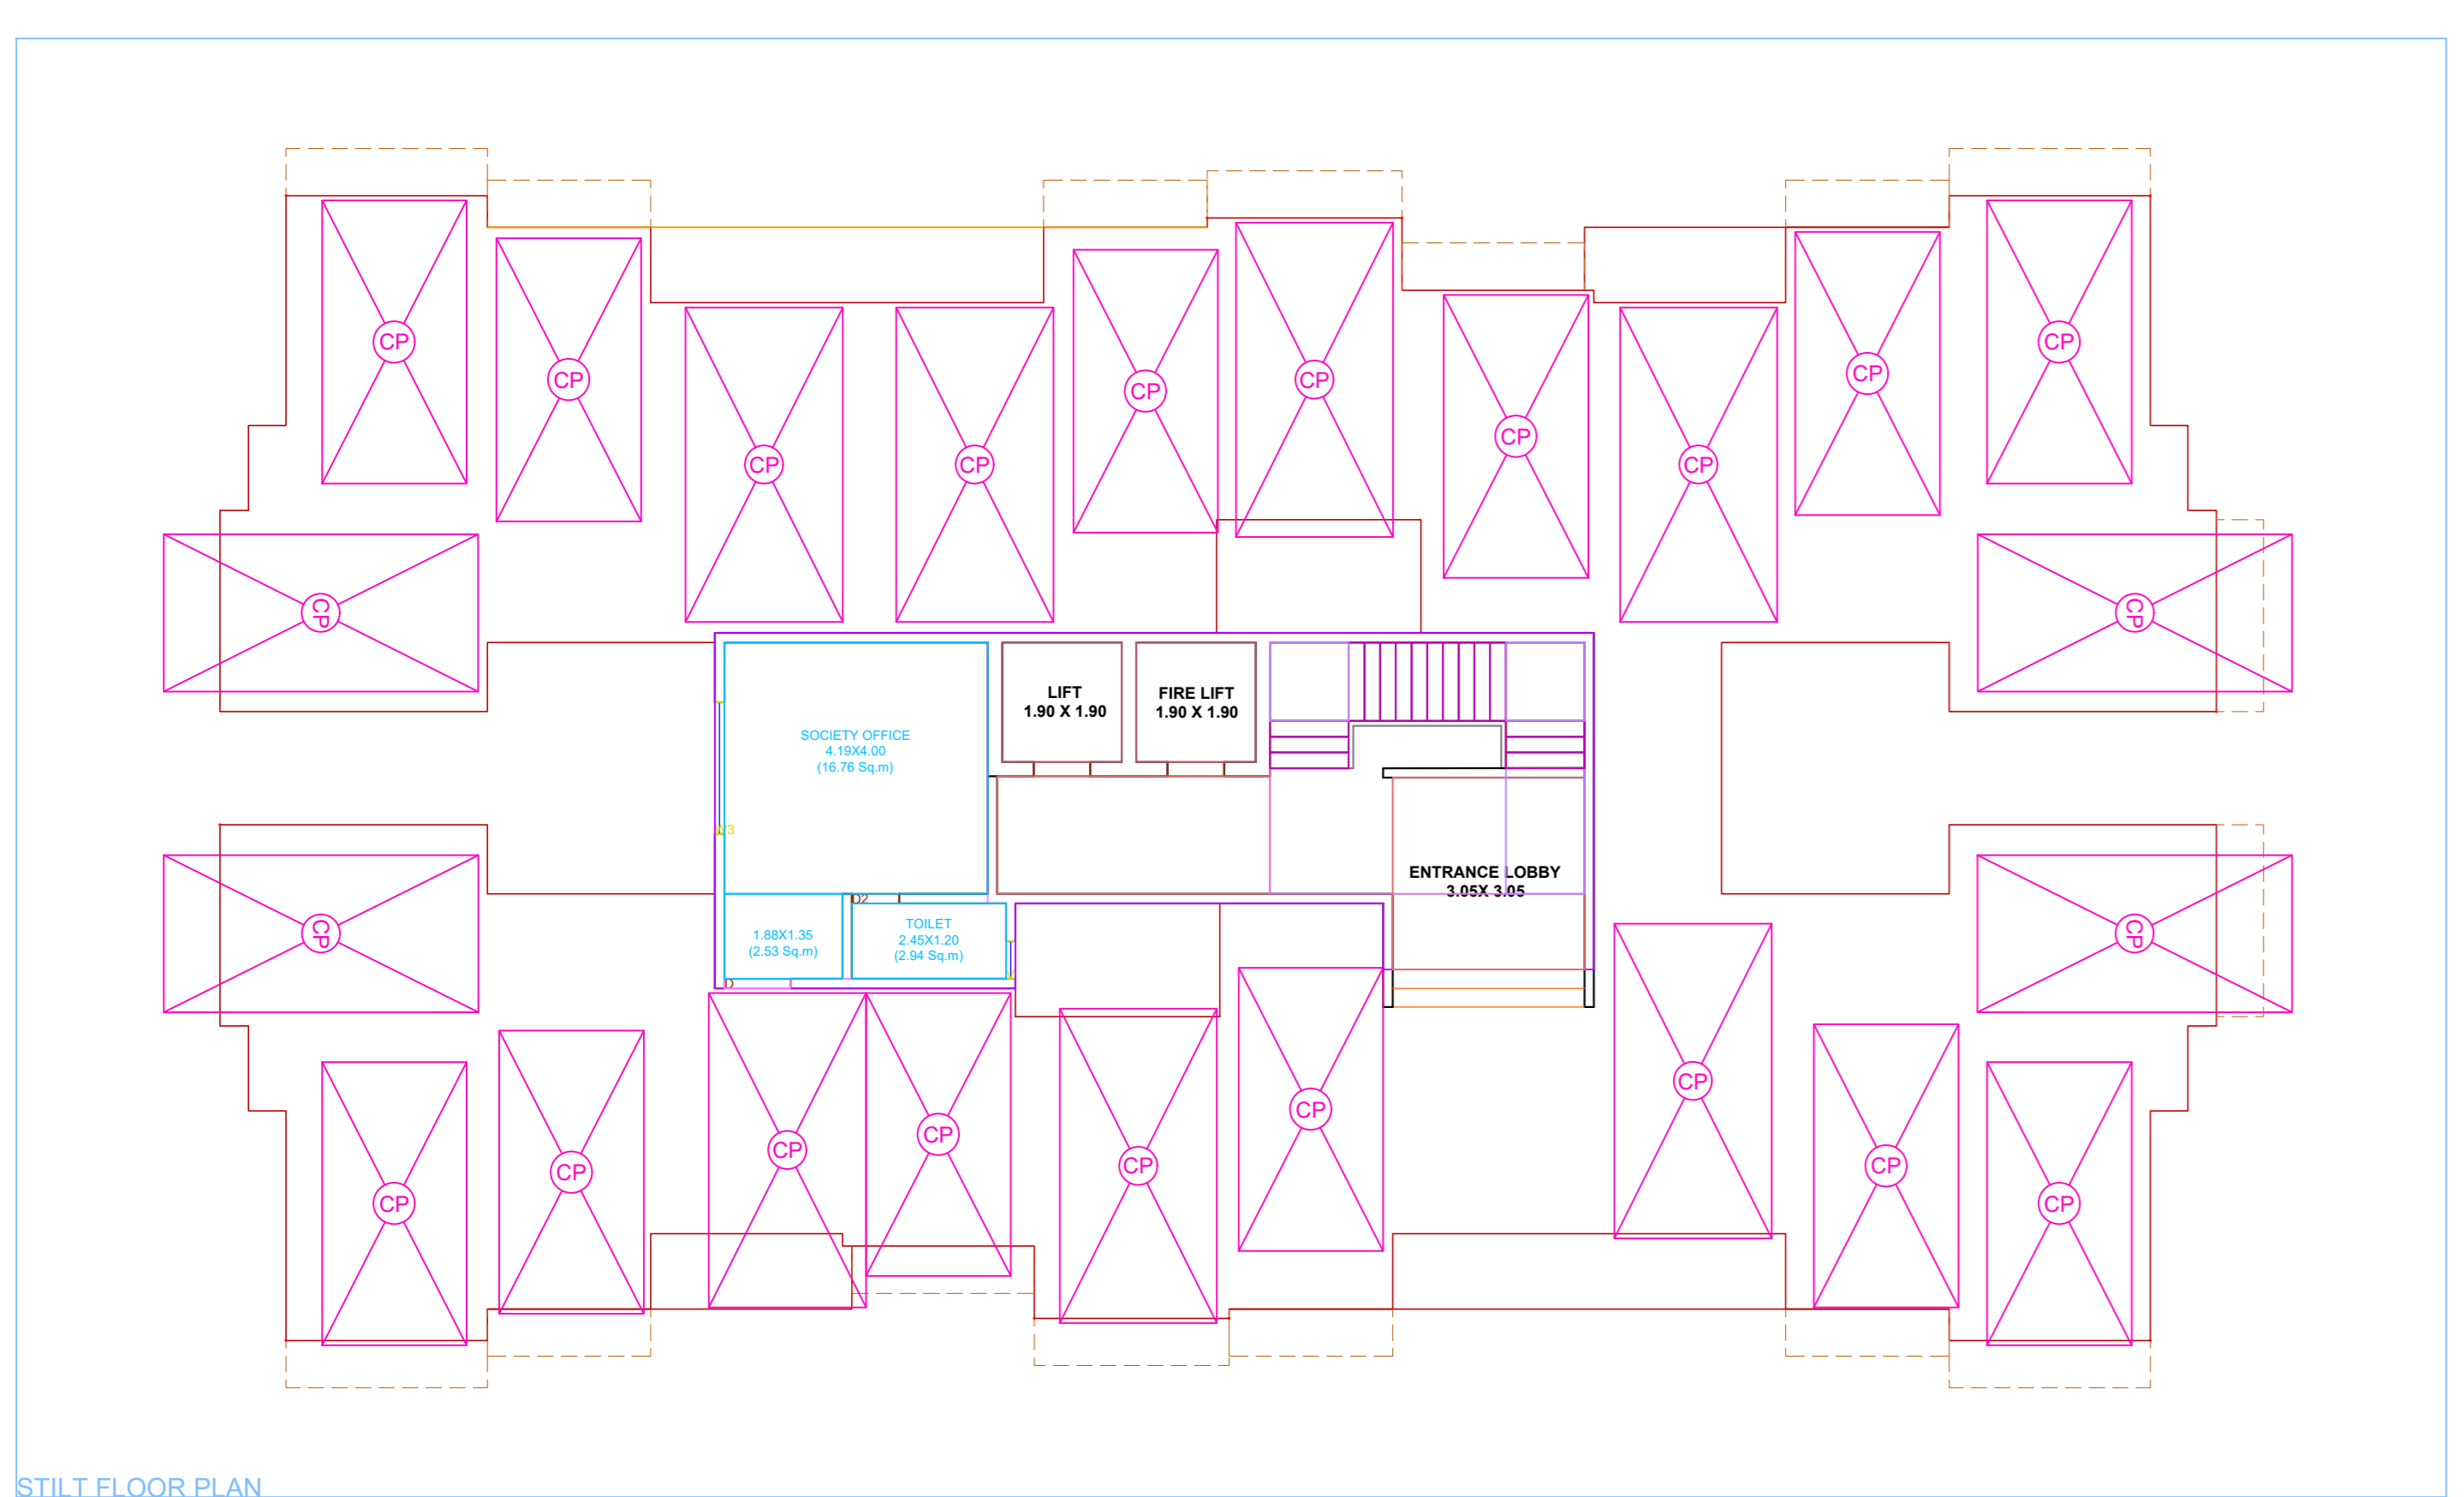 CP
CP
CP
CP
CP
CP
CP
CP
CP
CP
CP
CP
LIFT
1.90 X 1.90
FIRE LIFT
1.90 X 1.90
SOCIETY OFFICE
4.19X4.00
(16.76 Sq.m)
ENTRANCE LOBBY
3.05X 3.05
D2
TOILET
2.45X1.20
(2.94 Sq.m)
1.88X1.35
(2.53 Sq.m)
D
CP
CP
CP
CP
CP
CP
CP
CP
CP
CP
CP
STILT FLOOR PLAN